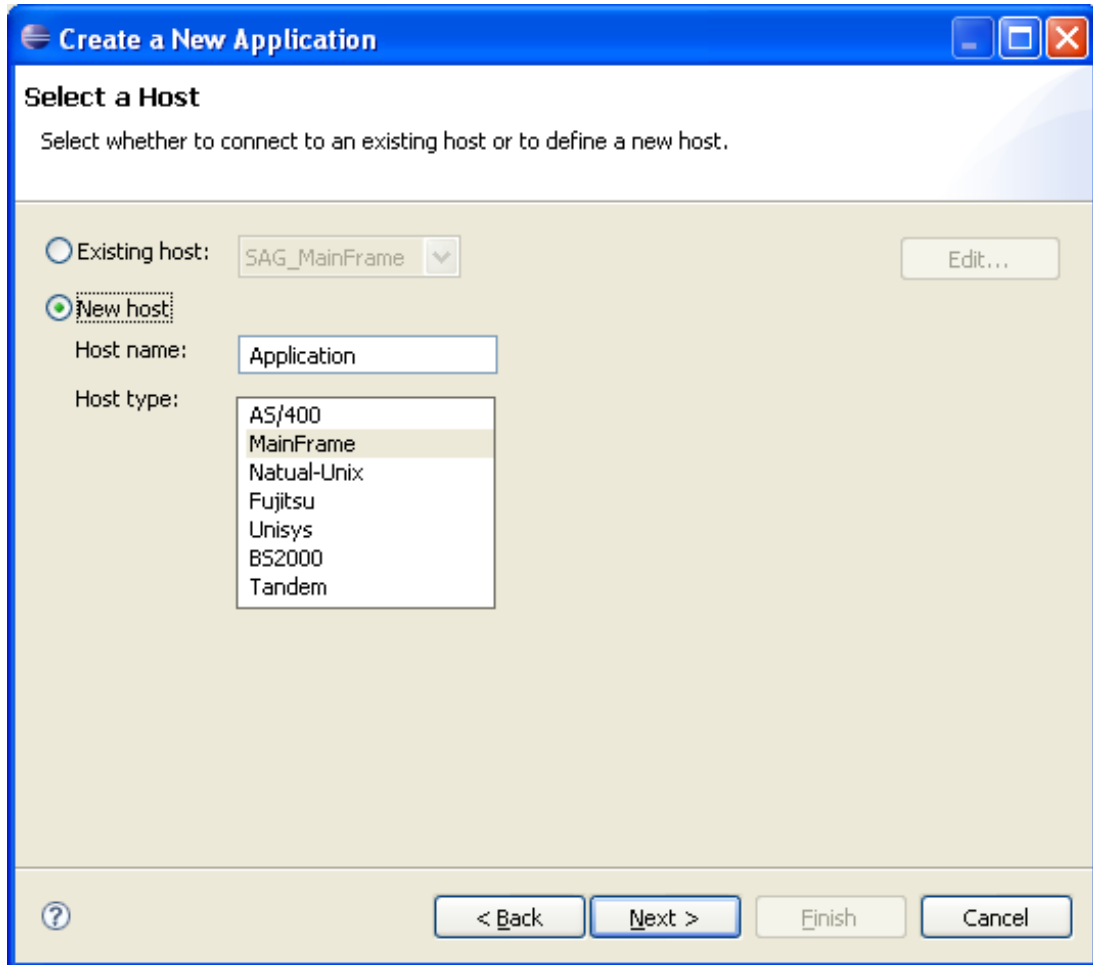 Create a New Application
Select a Host
Select whether to connect to an existing host or to define a new host.
Existing host: SAG_MainFrame Edit...
New host
Host name: Application
Host type:
AS/400
MainFrame
Natual-Unix
Fujitsu
Unisys
BS2000
Tandem
? < Back Next > Finish Cancel